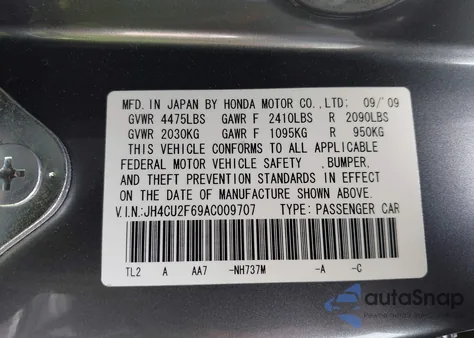 MFD. IN JAPAN BY HONDA MOTOR CO.,LTD: 09/'09
GVWR 4475LBS GAWR F 2410LBS R 2090LBS
GVWR 2030KG GAWR F 1095KG R 950KG
THIS VEHICLE CONFORMS TO ALL APPLICABLE
FEDERAL MOTOR VEHICLE SAFETY ,BUMPER,
AND THEFT PREVENTION STANDARDS IN EFFECT
ON THE DATE OF MANUFACTURE SHOWN ABOVE.
V.I.N:JH4CU2F69AC009707 TYPE: PASSENGER CAR
TL2 A AA7 -NH737M -A -C
autoSnap